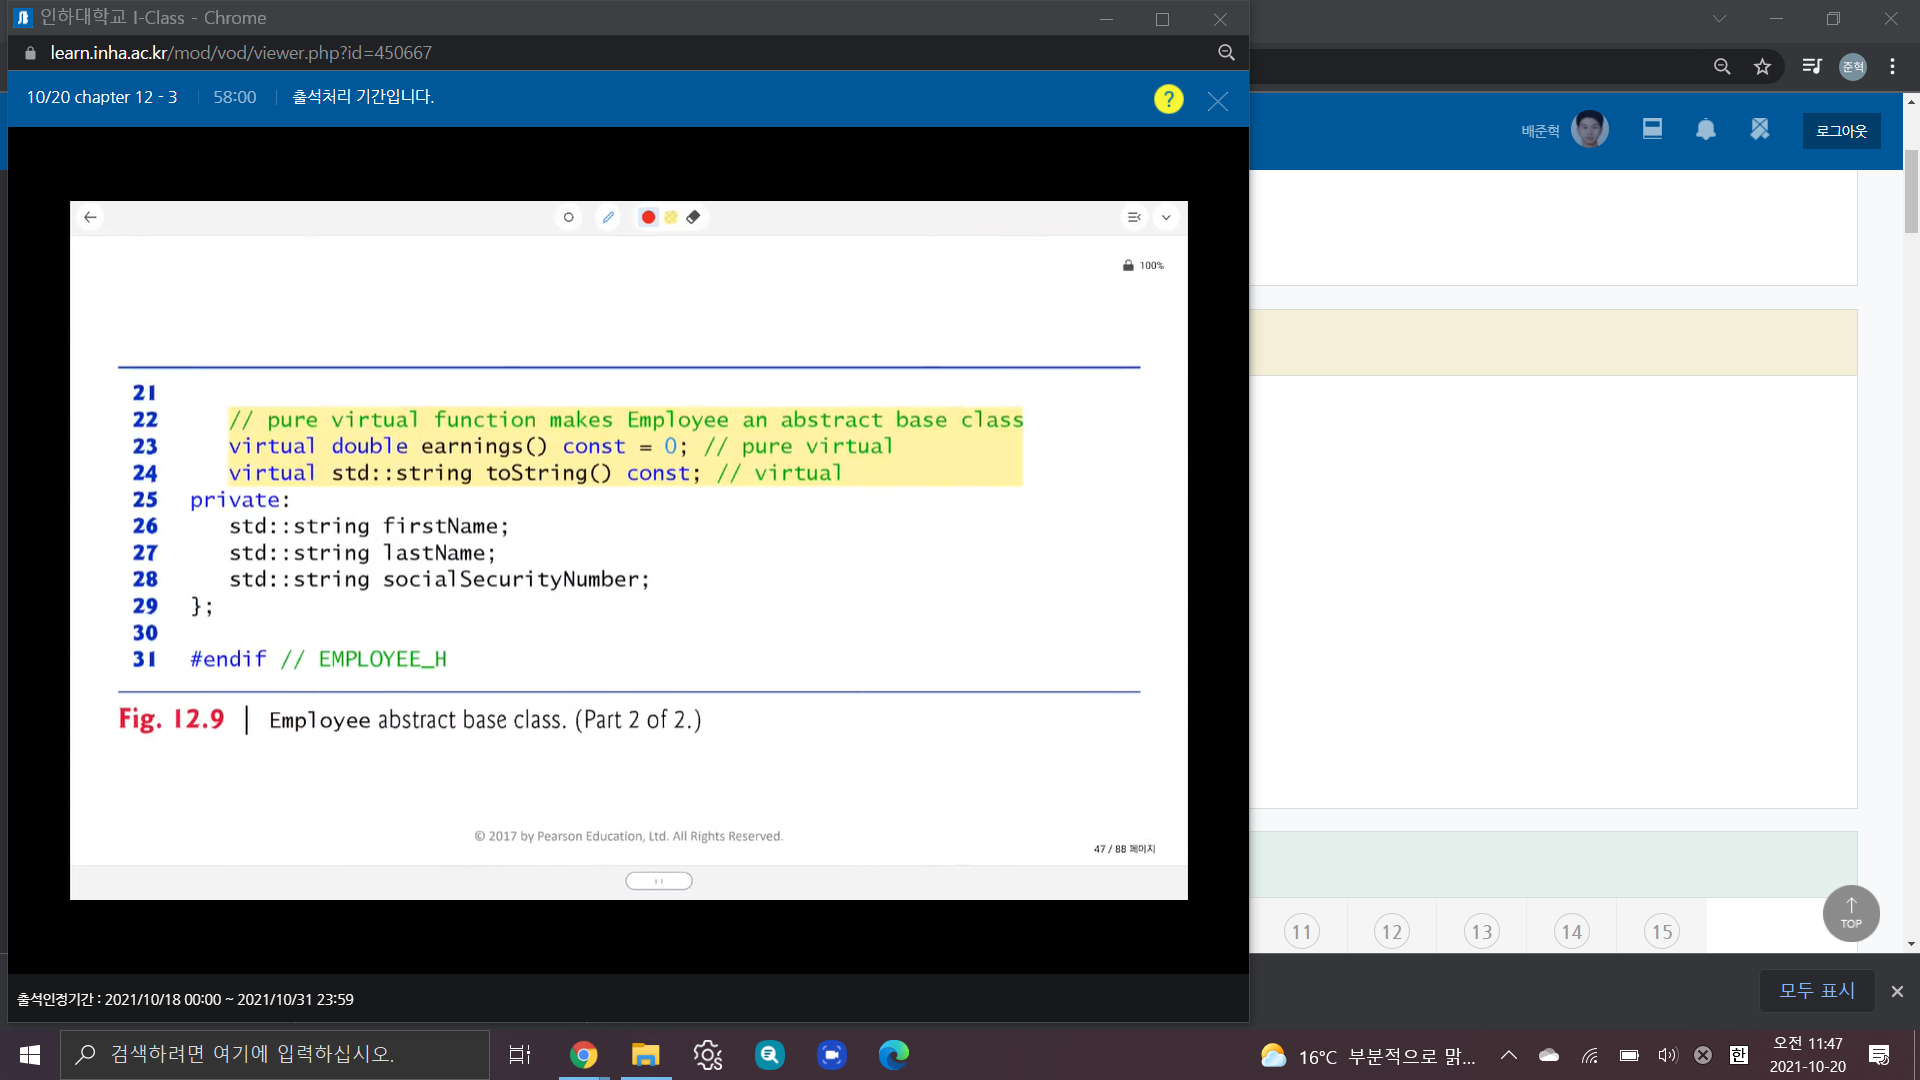 인하대학교 I-Class - Chrome
learn.inha.ac.kr/mod/vod/viewer.php?id=450667
10/20 chapter 12 - 3 58:00 출석처리 기간입니다.
?
배준혁
로그아웃
준혁
100%
21
22 // pure virtual function makes Employee an abstract base class
23 virtual double earnings() const = 0; // pure virtual
24 virtual std::string toString() const; // virtual
25 private:
26 std::string firstName;
27 std::string lastName;
28 std::string socialSecurityNumber;
29 };
30
31 #endif // EMPLOYEE_H
Fig. 12.9 | Employee abstract base class. (Part 2 of 2.)
© 2017 by Pearson Education, Ltd. All Rights Reserved.
47 / 88 페이지
11 12 13 14 15
TOP
모두 표시
출석인정기간 : 2021/10/18 00:00 ~ 2021/10/31 23:59
검색하려면 여기에 입력하십시오.
16°C 부분적으로 맑...
한
오전 11:47
2021-10-20